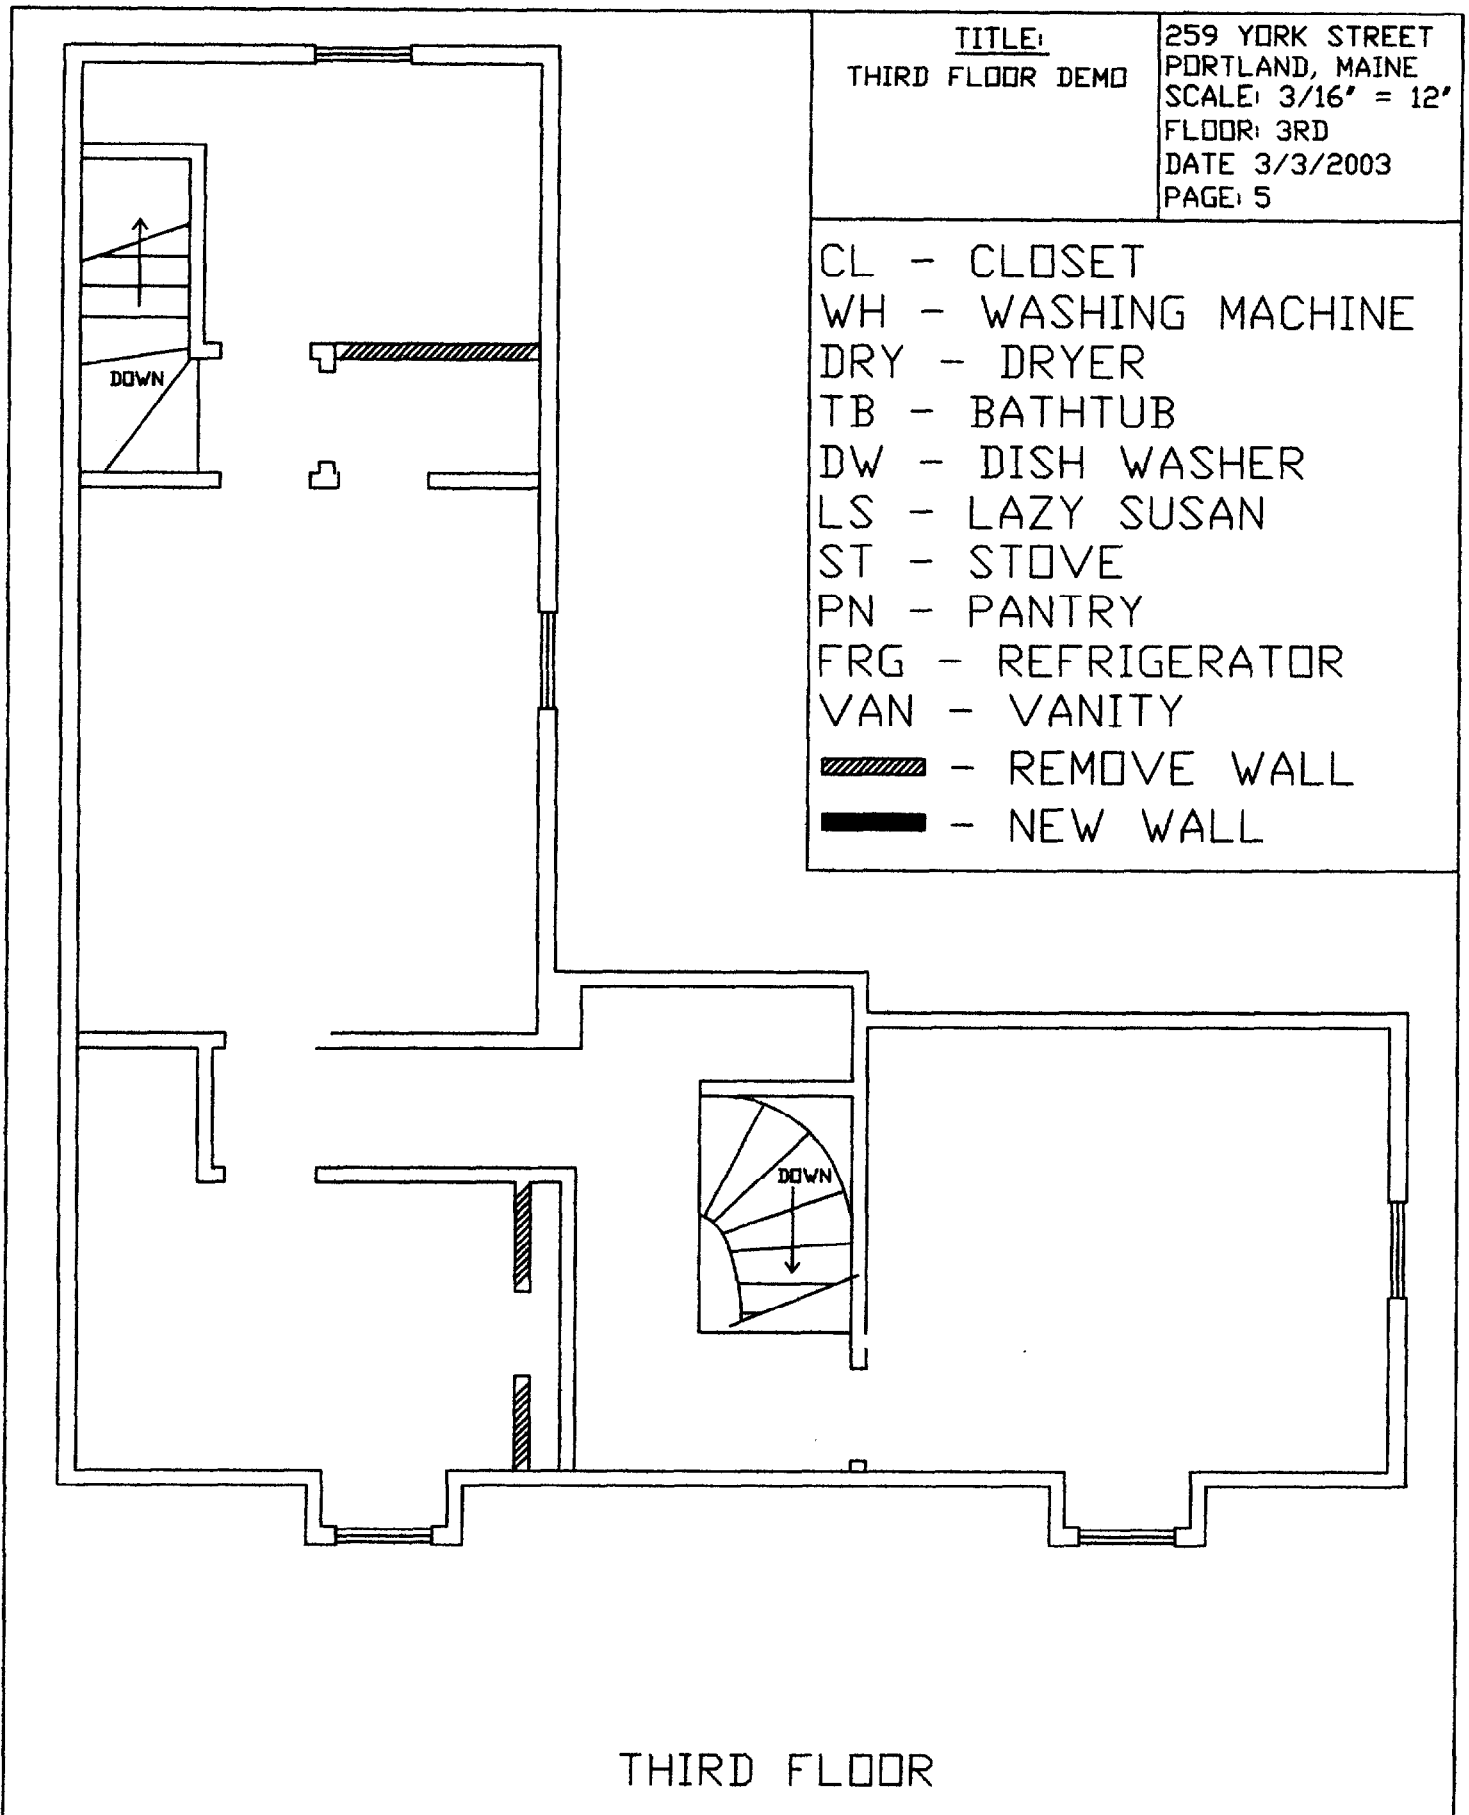 TITLE:
THIRD FLOOR DEMO
259 YORK STREET
PORTLAND, MAINE
SCALE: 3/16" = 12"
FLOOR: 3RD
DATE 3/3/2003
PAGE: 5
CL - CLOSET
WH - WASHING MACHINE
DRY - DRYER
TB - BATHTUB
DW - DISH WASHER
LS - LAZY SUSAN
ST - STOVE
PN - PANTRY
FRG - REFRIGERATOR
VAN - VANITY
- REMOVE WALL
- NEW WALL
DOWN
DOWN
THIRD FLOOR